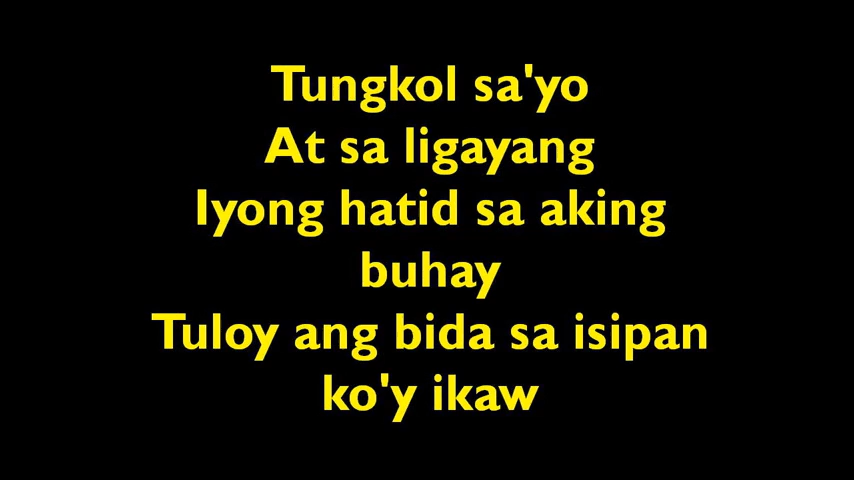 Tungkol sa'yo
At sa ligayang
Iyong hatid sa aking
buhay
Tuloy ang bida sa isipan
ko'y ikaw